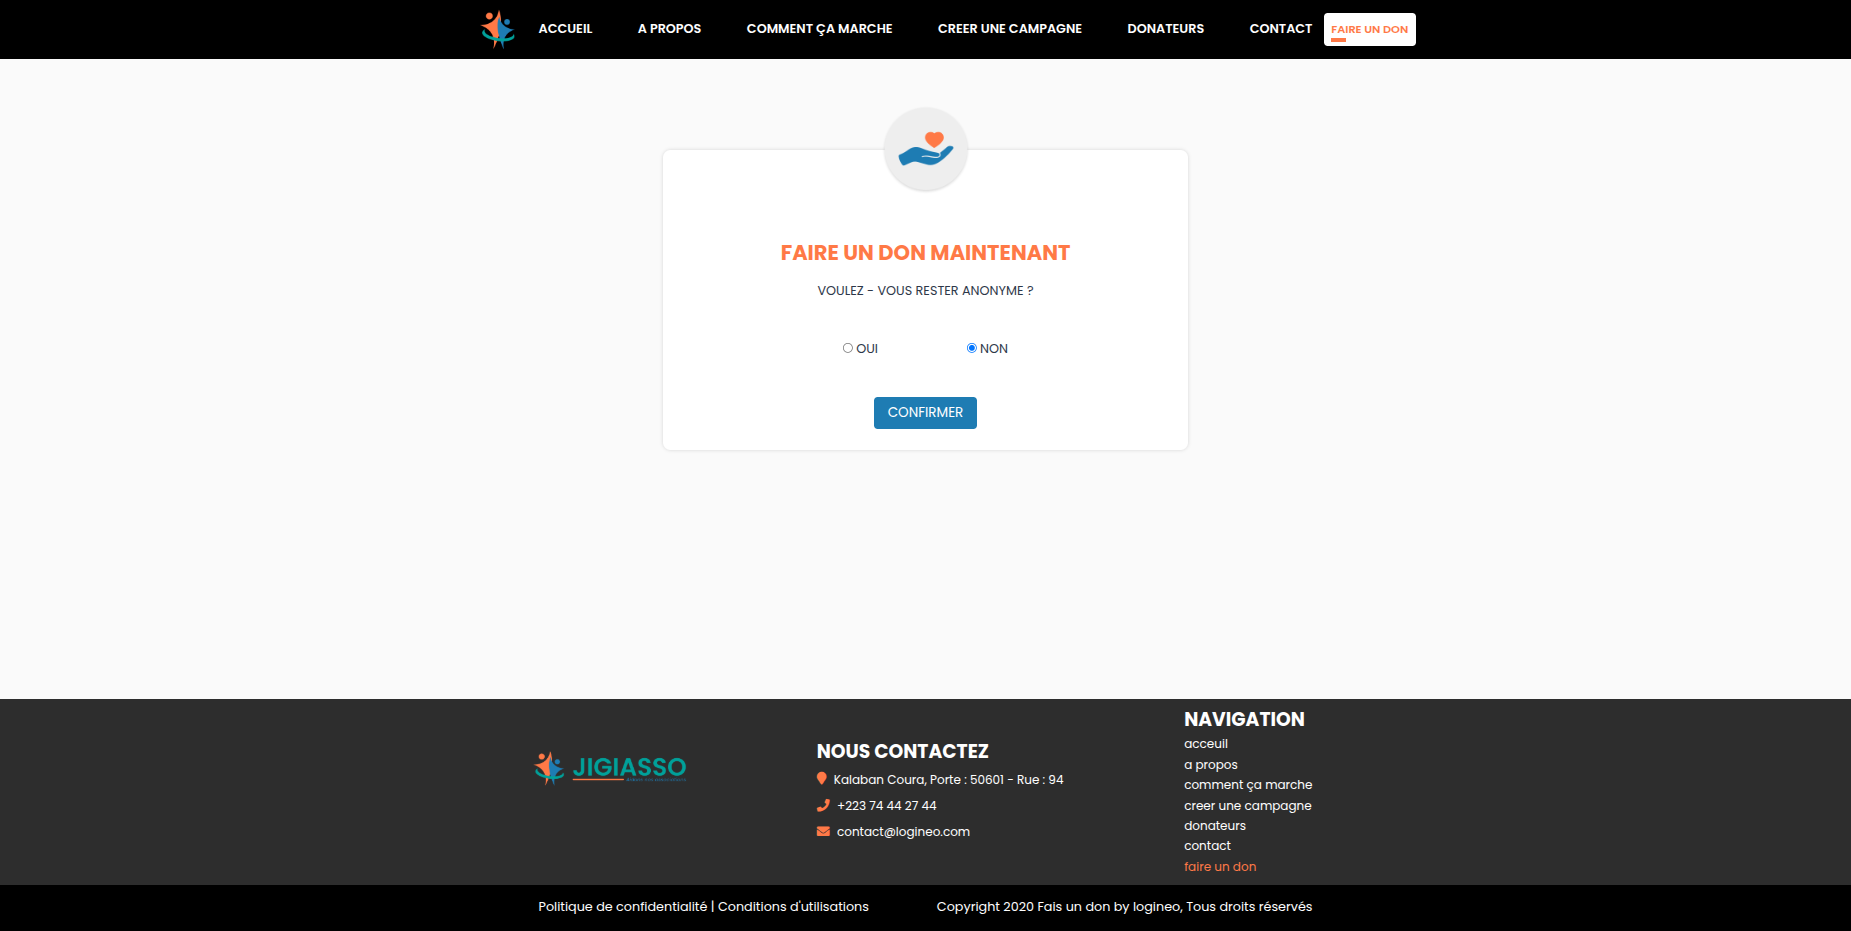 ACCUEIL A PROPOS COMMENT ÇA MARCHE CREER UNE CAMPAGNE DONATEURS CONTACT FAIRE UN DON
FAIRE UN DON MAINTENANT
VOULEZ - VOUS RESTER ANONYME ?
OUI NON
CONFIRMER
JIGIASSO
NOUS CONTACTEZ
Kalaban Coura, Porte : 50601 - Rue : 94
+223 74 44 27 44
contact@logineo.com
NAVIGATION
acceuil
a propos
comment ça marche
creer une campagne
donateurs
contact
faire un don
Politique de confidentialité | Conditions d'utilisations
Copyright 2020 Fais un don by logineo, Tous droits réservés